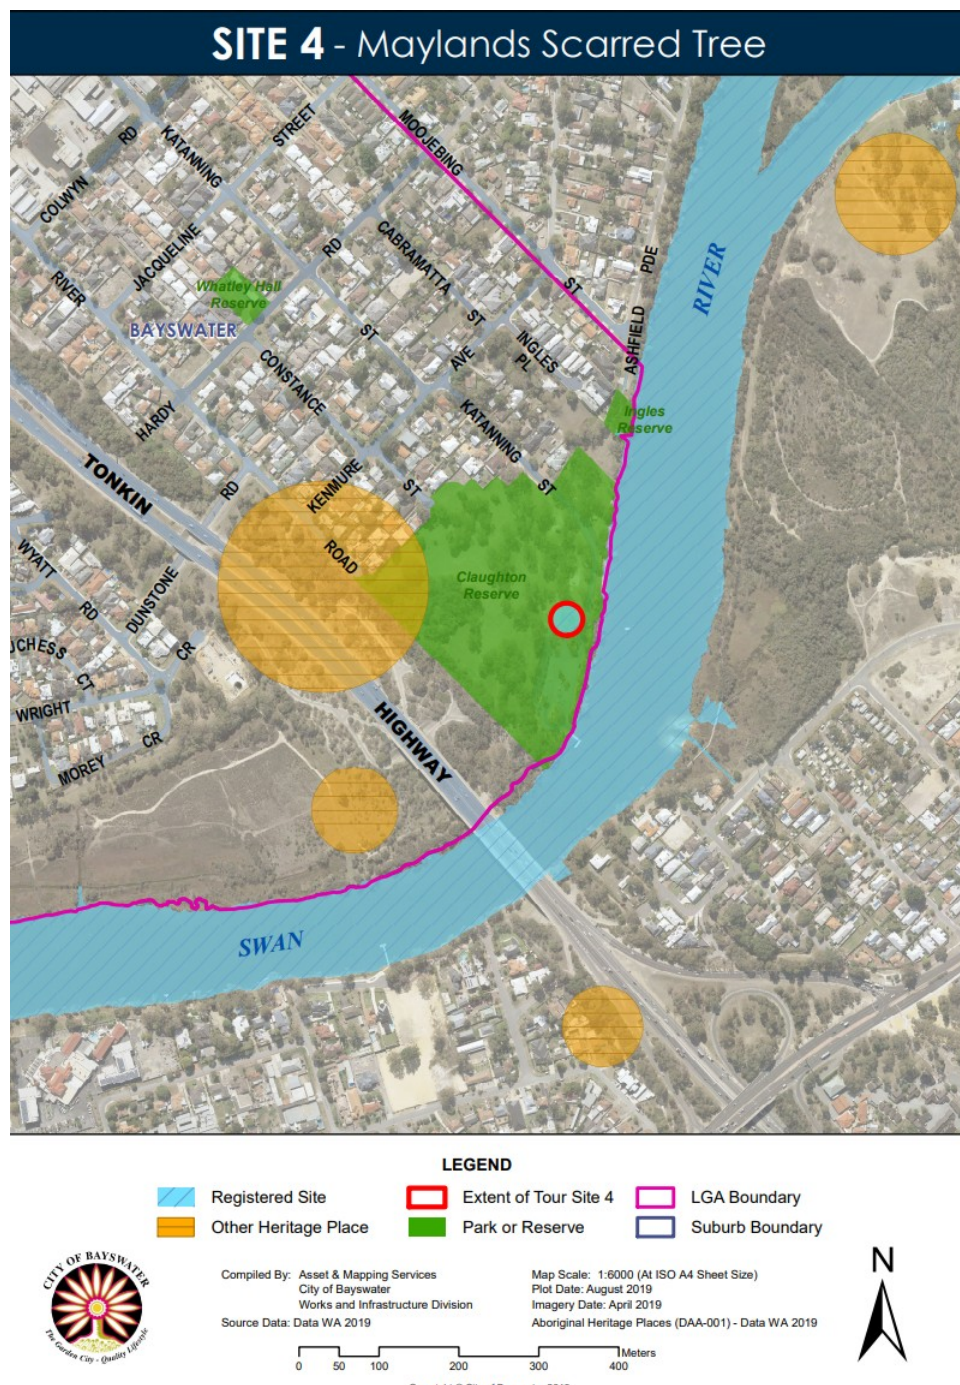 SITE 4 - Maylands Scarred Tree
MOOJEBING
ST
STREET
RD
KATANNING
COLWYN
JACQUELINE
RD
CABRAMATTA
ST
PDE
RIVER
RIVER
Whatley Hall
Reserve
BAYSWATER
ST
INGLES
PL
AVE
ASHFIELD
CONSTANCE
HARDY
KATANNING
ST
Ingles
Reserve
TONKIN
RD
KENMURE
ST
ROAD
WYATT
RD
DUNSTONE
CR
Claughton
Reserve
UCHESS
CT
WRIGHT
CR
MOREY
HIGHWAY
SWAN
LEGEND
Registered Site
Extent of Tour Site 4
LGA Boundary
Other Heritage Place
Park or Reserve
Suburb Boundary
CITY OF BAYSWATER
The Garden City - Quality Lifestyle
Compiled By: Asset & Mapping Services
City of Bayswater
Works and Infrastructure Division
Source Data: Data WA 2019
Map Scale: 1:6000 (At ISO A4 Sheet Size)
Plot Date: August 2019
Imagery Date: April 2019
Aboriginal Heritage Places (DAA-001) - Data WA 2019
N
Meters
0 50 100 200 300 400